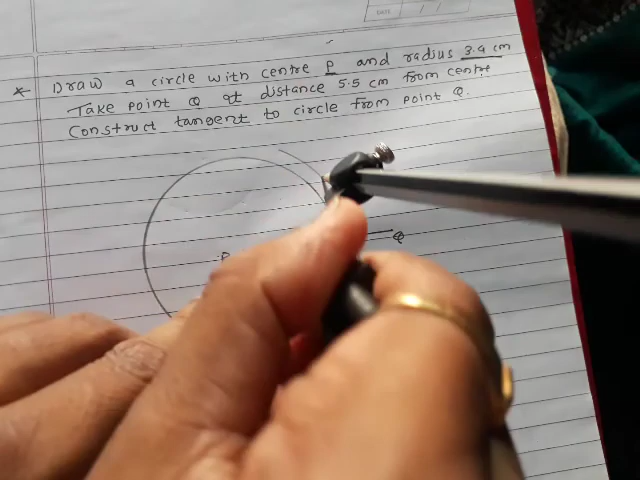 DATE
* Draw a circle with centre P and radius 3.4 cm
Take point Q at distance 5.5 cm from centre
Construct tangent to circle from point Q.
P
Q